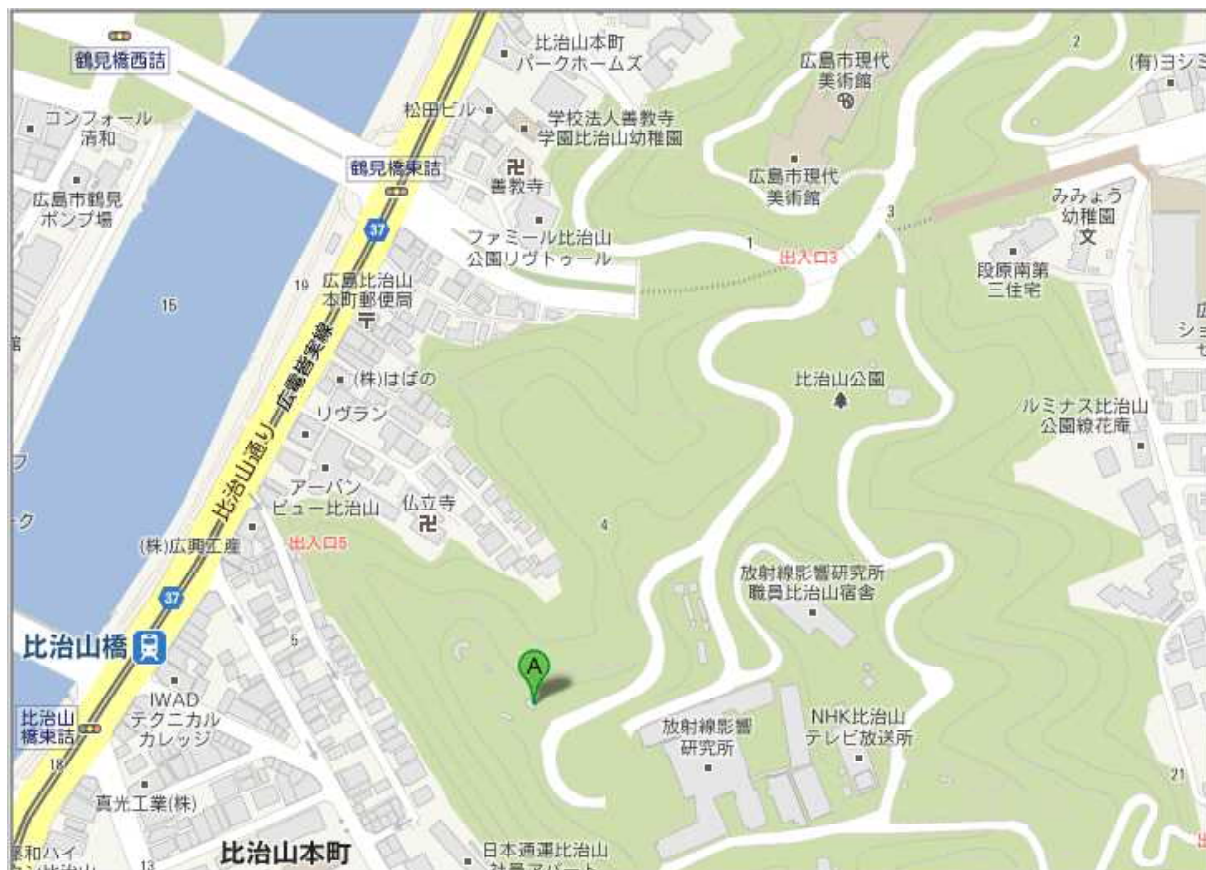 鶴見橋西詰
比治山本町
パークホームズ
広島市現代
美術館
2
(有)ヨシミ
コンフォール
清和
松田ビル
学校法人善教寺
学園比治山幼稚園
鶴見橋東詰
広島市鶴見
ポンプ場
善教寺
広島市現代
美術館
みみょう
幼稚園
文
3
37
ファミール比治山
公園リヴトゥール
1
出入口3
段原南第
二住宅
広島比治山
本町郵便局
19
15
館
(株)はばの
比治山公園
リヴラン
ルミナス比治山
公園線花庵
広電皆実線
比治山通り
アーバン
ビュー比治山
仏立寺
4
(株)広興工産
出入口5
放射線影響研究所
職員比治山宿舎
37
比治山橋
5
A
IWAD
テクニカル
カレッジ
比治山
橋東詰
放射線影響
研究所
NHK比治山
テレビ放送所
18
21
真光工業(株)
比治山本町
日本通運比治山
社員アパート
13